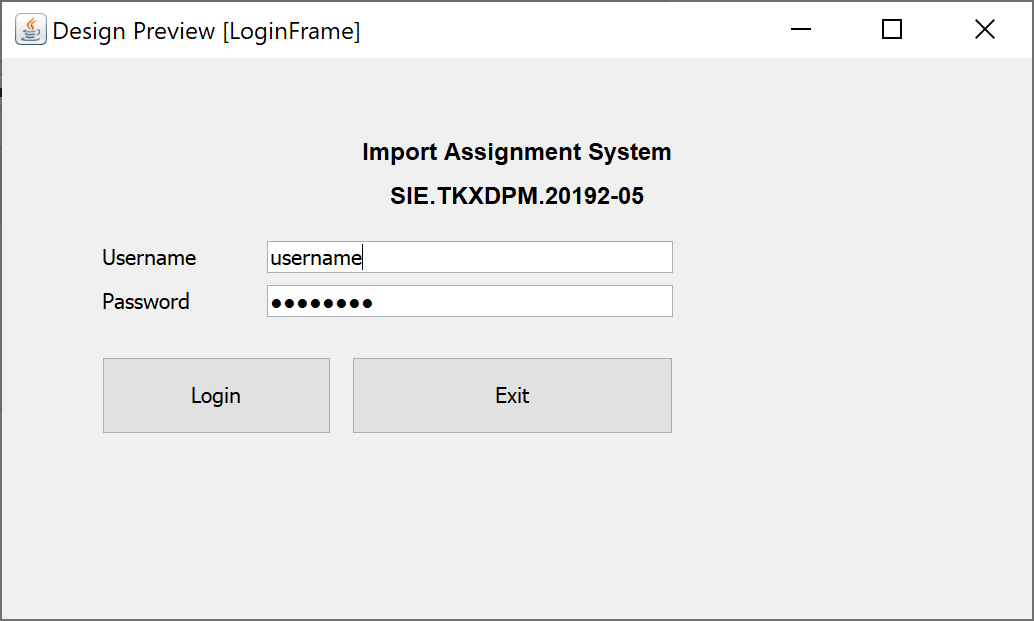 Design Preview [LoginFrame]
Import Assignment System
SIE.TKXDPM.20192-05
Username username
Password ●●●●●●●●
Login Exit